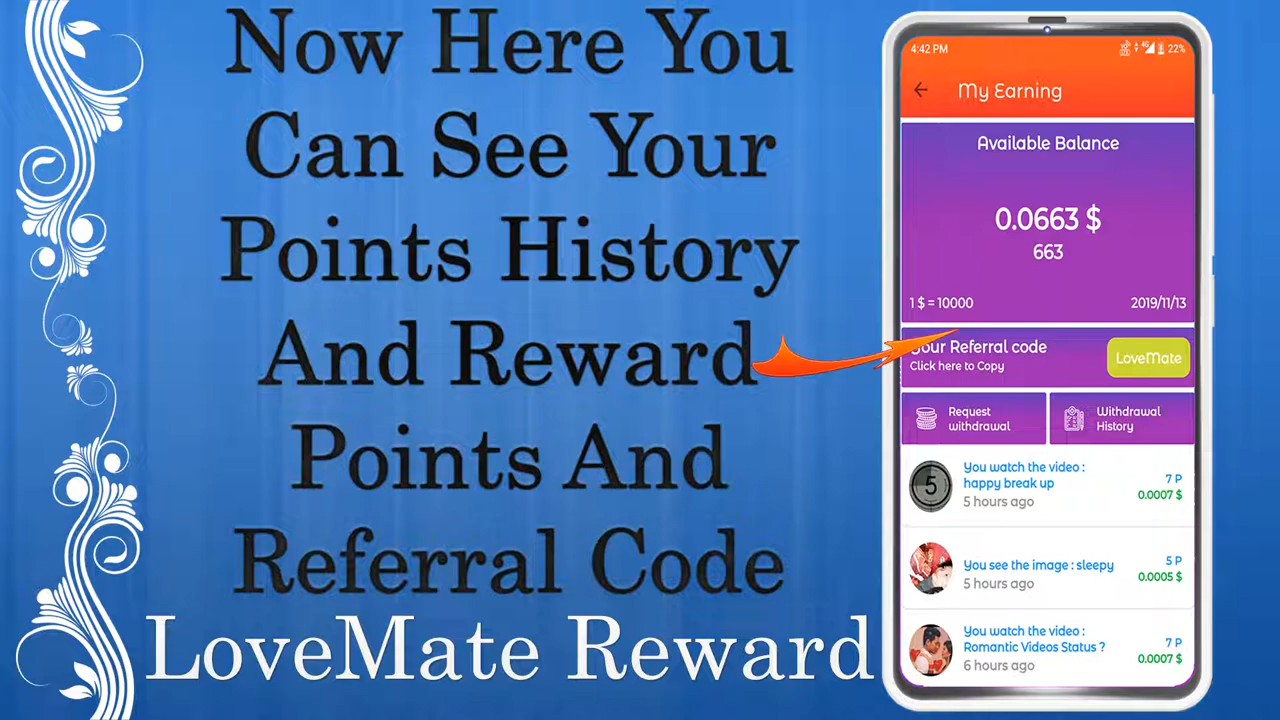 Now Here You
Can See Your
Points History
And Reward
Points And
Referral Code
LoveMate Reward
4:42 PM
4G 22%
My Earning
Available Balance
0.0663 $
663
1 $ = 10000
2019/11/13
Your Referral code
Click here to Copy
LoveMate
Request
withdrawal
Withdrawal
History
5
You watch the video :
happy break up
5 hours ago
7 P
0.0007 $
You see the image : sleepy
5 hours ago
5 P
0.0005 $
You watch the video :
Romantic Videos Status ?
6 hours ago
7 P
0.0007 $